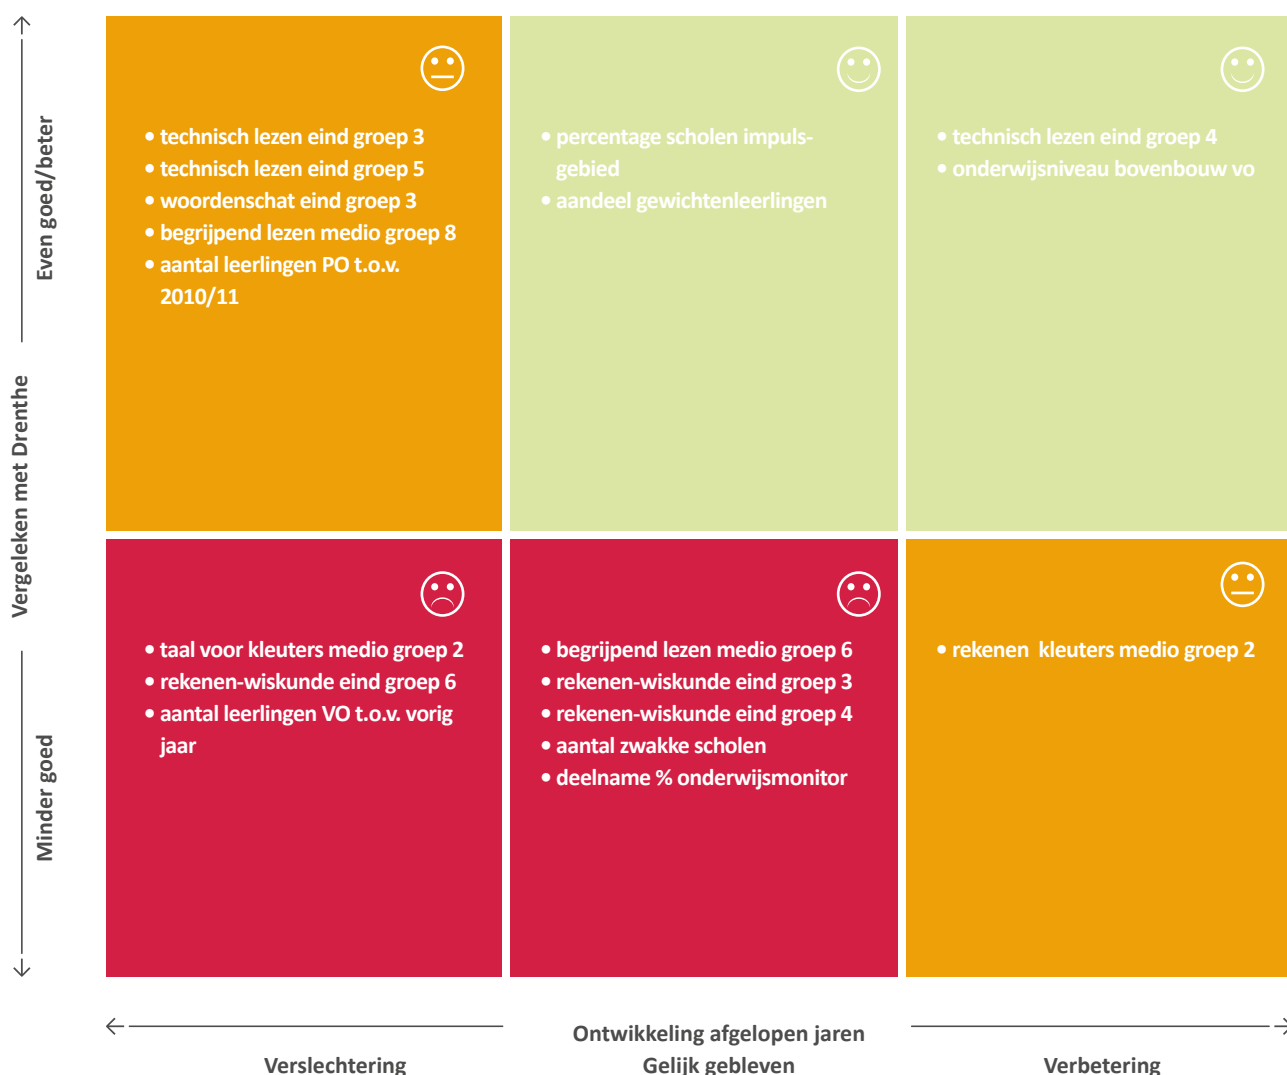 Even goed/beter
Vergeleken met Drenthe
Minder goed
• technisch lezen eind groep 3
• technisch lezen eind groep 5
• woordenschat eind groep 3
• begrijpend lezen medio groep 8
• aantal leerlingen PO t.o.v.
2010/11
• percentage scholen impuls-
gebied
• aandeel gewichtenleerlingen
• technisch lezen eind groep 4
• onderwijsniveau bovenbouw vo
• taal voor kleuters medio groep 2
• rekenen-wiskunde eind groep 6
• aantal leerlingen VO t.o.v. vorig
jaar
• begrijpend lezen medio groep 6
• rekenen-wiskunde eind groep 3
• rekenen-wiskunde eind groep 4
• aantal zwakke scholen
• deelname % onderwijsmonitor
• rekenen kleuters medio groep 2
Ontwikkeling afgelopen jaren
Verslechtering
Gelijk gebleven
Verbetering